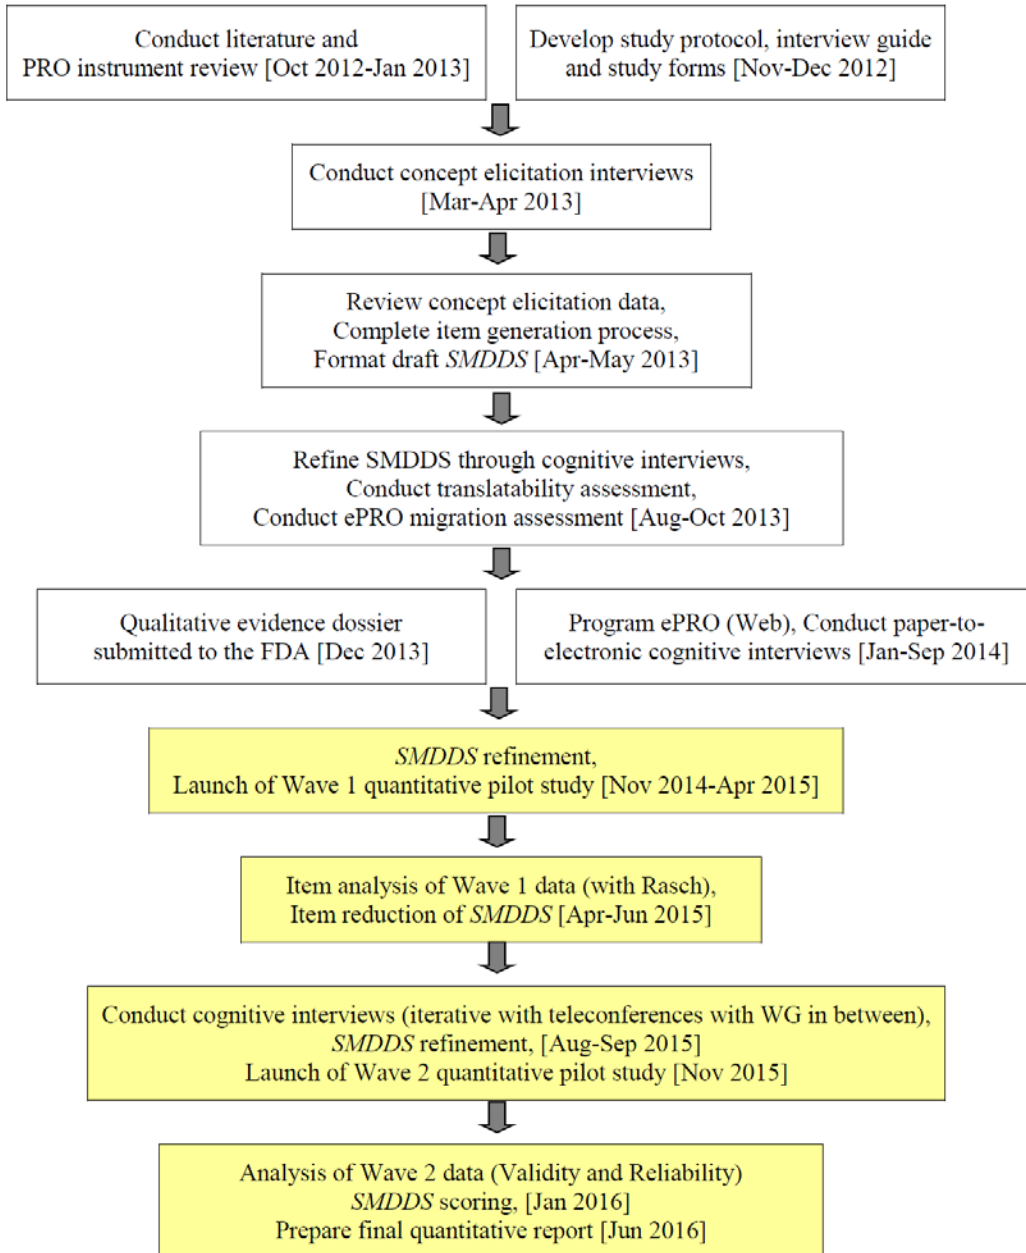 Conduct literature and
PRO instrument review [Oct 2012-Jan 2013]
Develop study protocol, interview guide
and study forms [Nov-Dec 2012]
Conduct concept elicitation interviews
[Mar-Apr 2013]
Review concept elicitation data,
Complete item generation process,
Format draft SMDDS [Apr-May 2013]
Refine SMDDS through cognitive interviews,
Conduct translatability assessment,
Conduct ePRO migration assessment [Aug-Oct 2013]
Qualitative evidence dossier
submitted to the FDA [Dec 2013]
Program ePRO (Web), Conduct paper-to-
electronic cognitive interviews [Jan-Sep 2014]
SMDDS refinement,
Launch of Wave 1 quantitative pilot study [Nov 2014-Apr 2015]
Item analysis of Wave 1 data (with Rasch),
Item reduction of SMDDS [Apr-Jun 2015]
Conduct cognitive interviews (iterative with teleconferences with WG in between),
SMDDS refinement, [Aug-Sep 2015]
Launch of Wave 2 quantitative pilot study [Nov 2015]
Analysis of Wave 2 data (Validity and Reliability)
SMDDS scoring, [Jan 2016]
Prepare final quantitative report [Jun 2016]